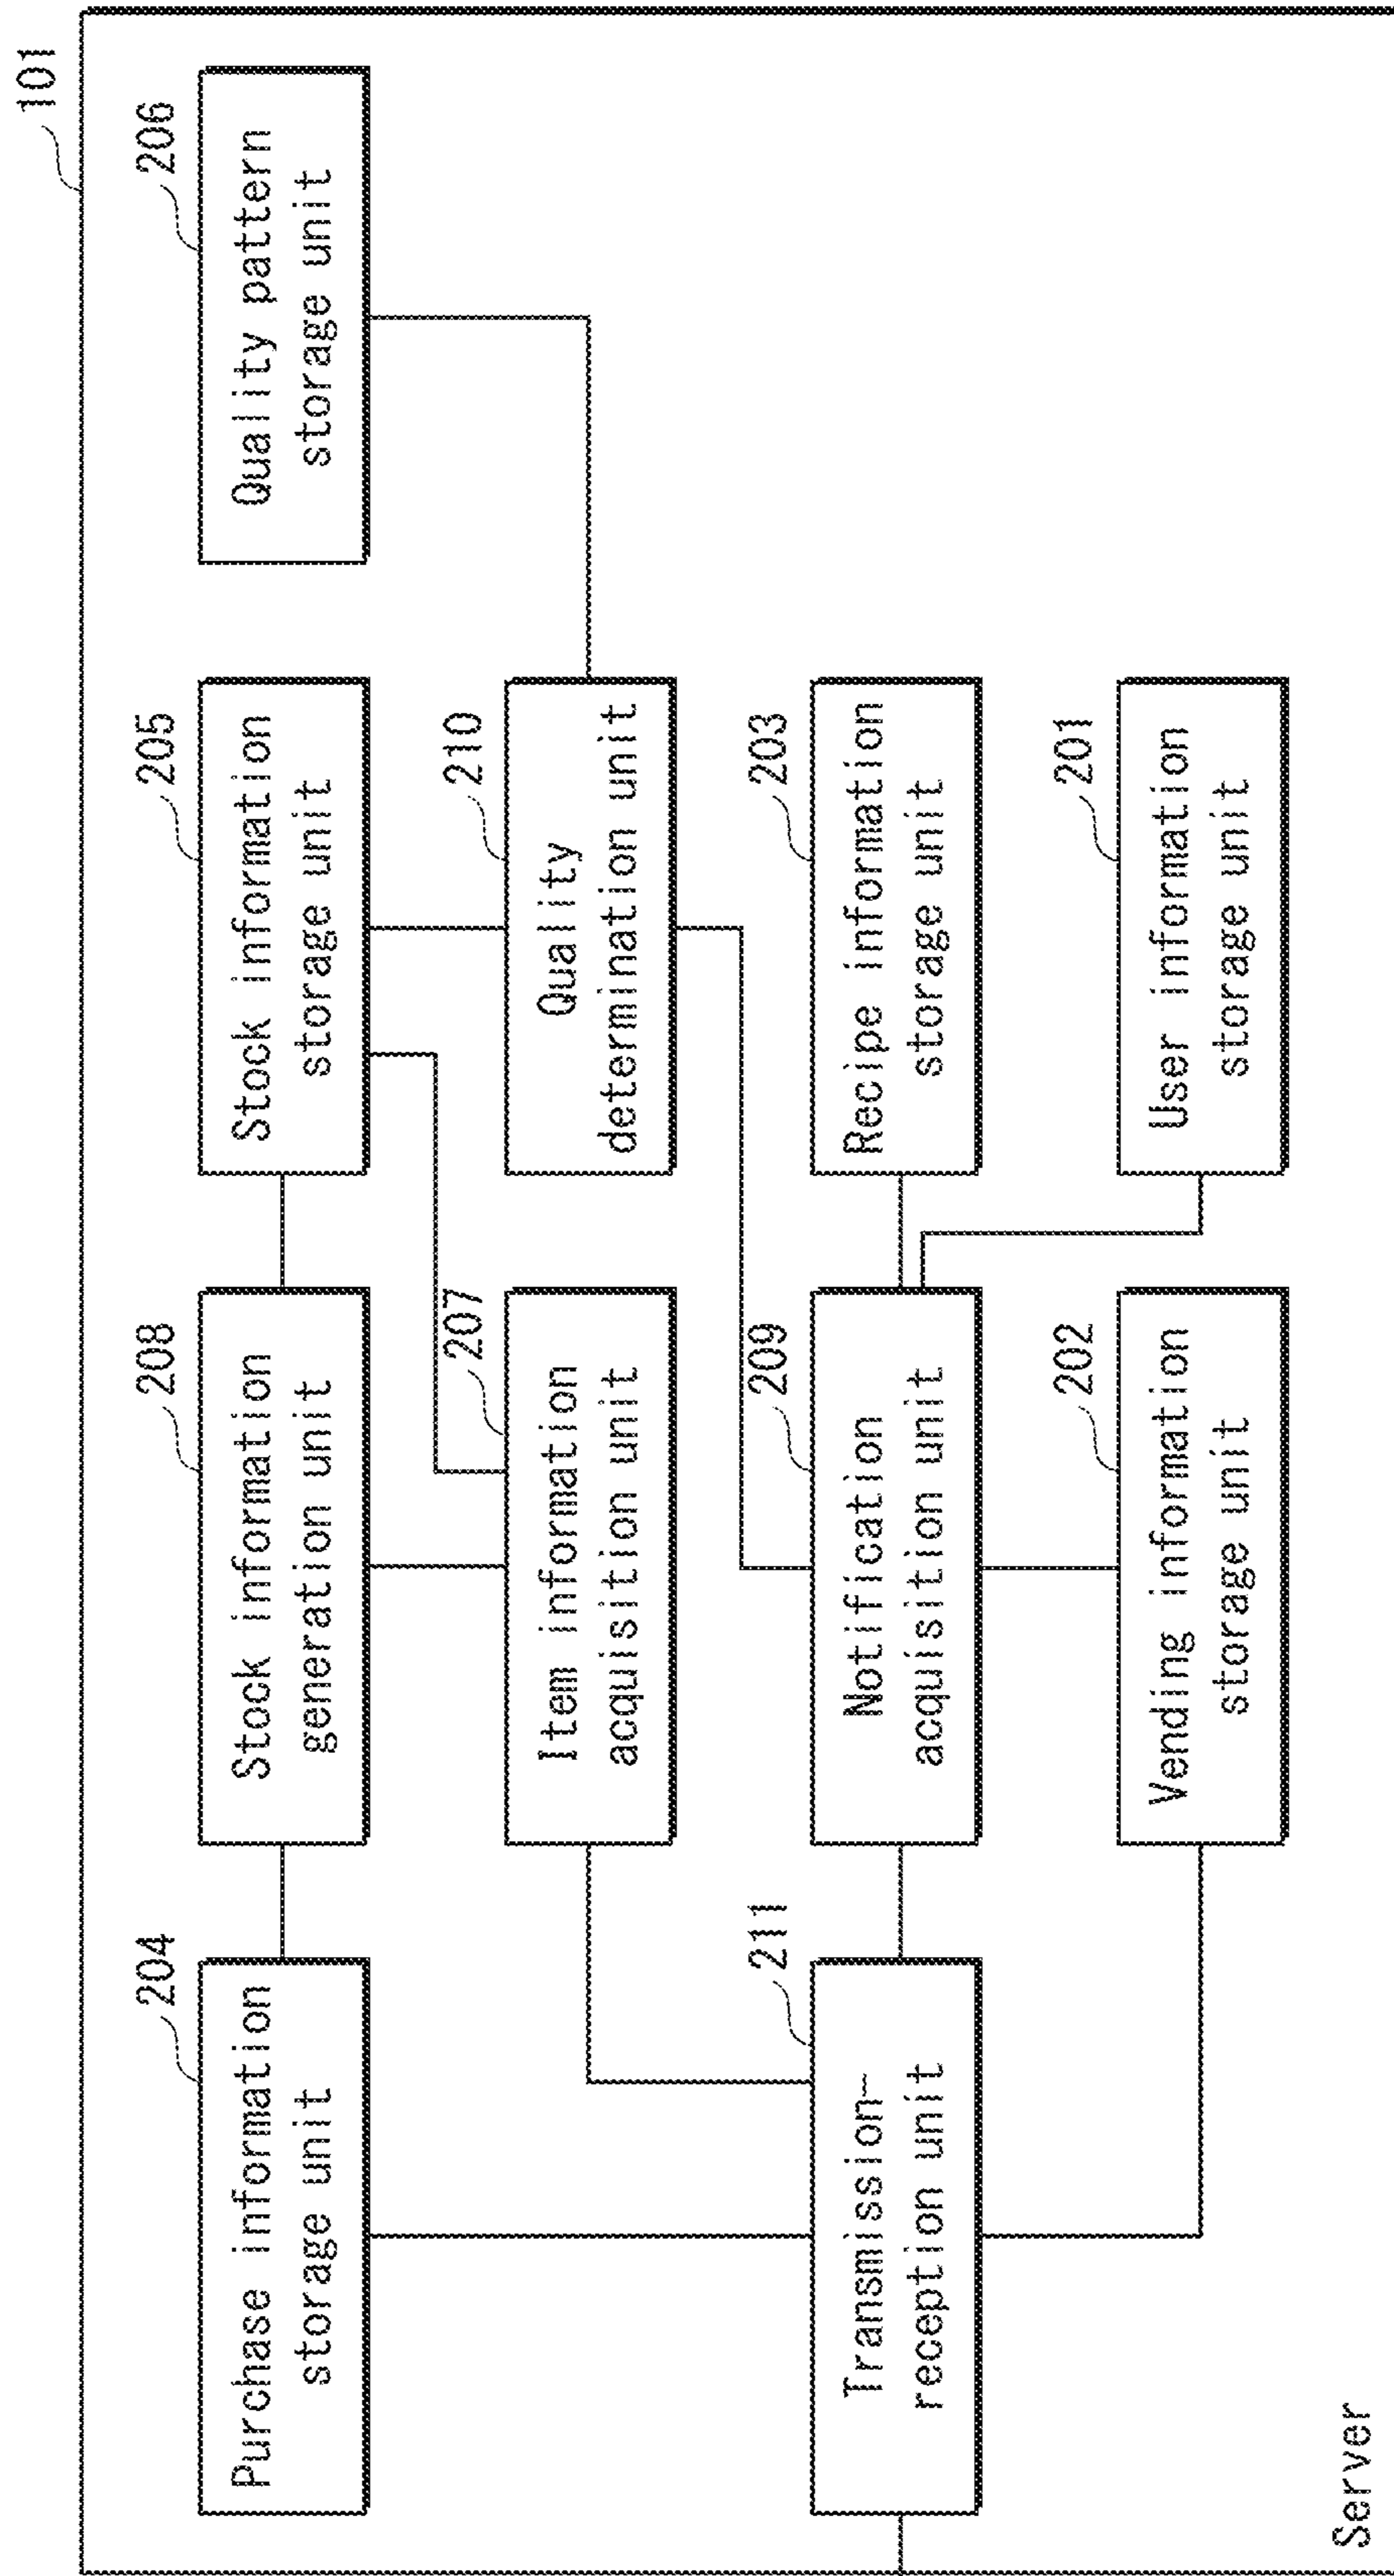 101
204
Purchase information
storage unit
208
Stock information
generation unit
205
Stock information
storage unit
206
Quality pattern
storage unit
207
Item information
acquisition unit
210
Quality
determination unit
211
Transmission-
reception unit
209
Notification
acquisition unit
203
Recipe information
storage unit
202
Vending information
storage unit
201
User information
storage unit
Server